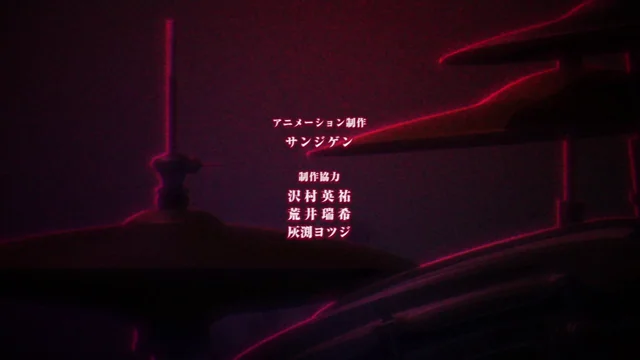 アニメーション制作
サンジゲン
制作協力
沢村英祐
荒井瑞希
灰渕ヨツジ